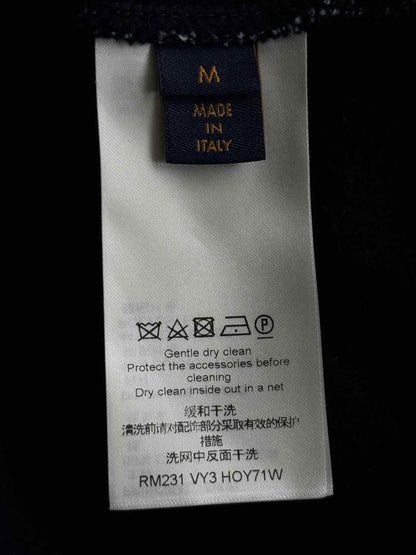 M
MADE
IN
ITALY
P
Gentle dry clean
Protect the accessories before
cleaning
Dry clean inside out in a net
缓和干洗
清洗前请对配饰部分采取有效的保护
措施
洗网中反面干洗
RM231 VY3 HOY71W